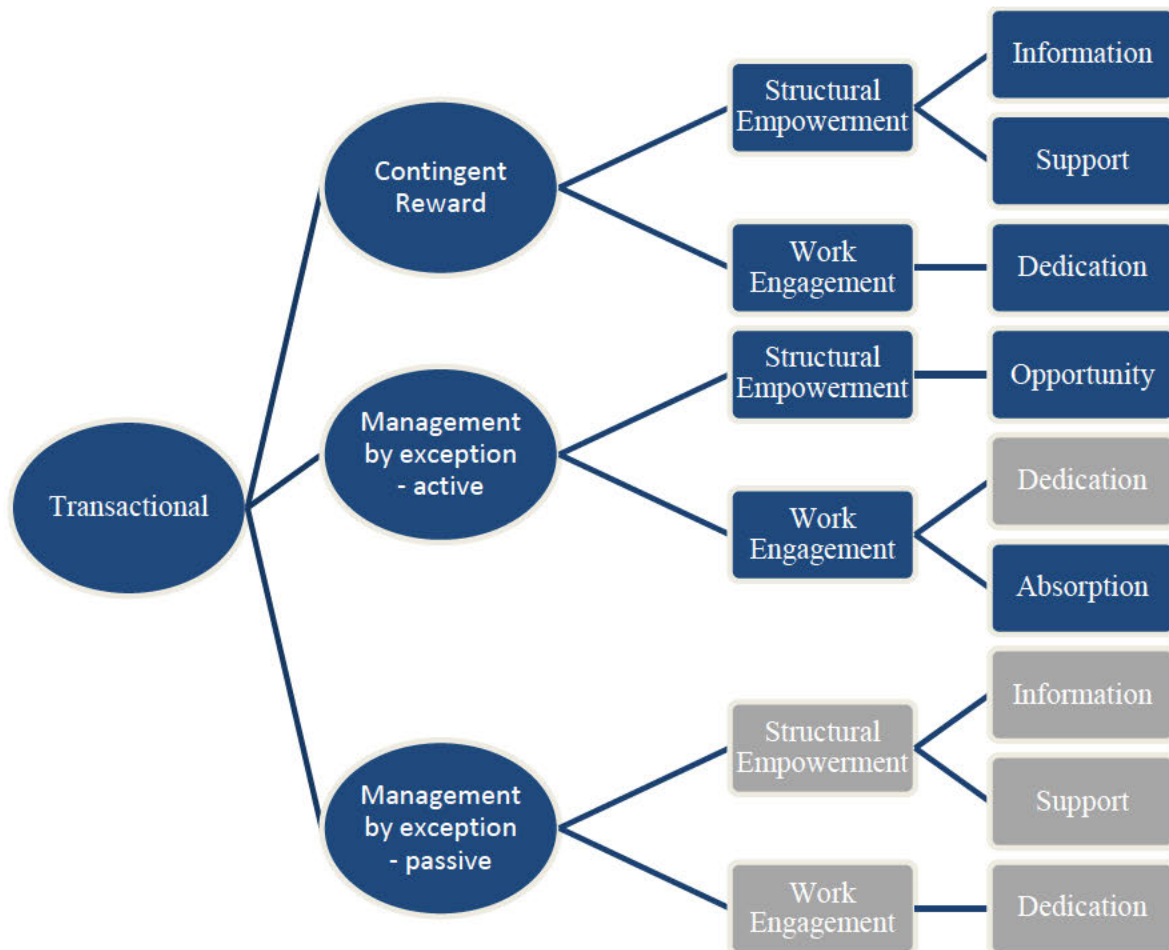 Transactional
Contingent
Reward
Structural
Empowerment
Information
Support
Work
Engagement
Dedication
Management
by exception
- active
Structural
Empowerment
Opportunity
Work
Engagement
Dedication
Absorption
Management
by exception
- passive
Structural
Empowerment
Information
Support
Work
Engagement
Dedication